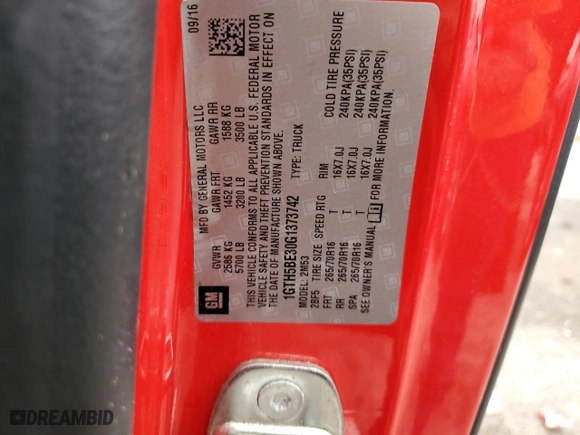 09/16
MFD BY GENERAL MOTORS LLC
GVWR GAWR FRT GAWR RR
2586 KG 1452 KG 1588 KG
5700 LB 3200 LB 3500 LB
THIS VEHICLE CONFORMS TO ALL APPLICABLE U.S. FEDERAL MOTOR
VEHICLE SAFETY AND THEFT PREVENTION STANDARDS IN EFFECT ON
THE DATE OF MANUFACTURE SHOWN ABOVE.
1GTH5BE30G1373742 TYPE: TRUCK
MODEL: 2M53
2BF5 TIRE SIZE SPEED RTG RIM COLD TIRE PRESSURE
FRT 265/70R16 T 16X7.0J 240KPA(35PSI)
RR 265/70R16 T 16X7.0J 240KPA(35PSI)
SPA 265/70R16 T 16X7.0J 240KPA(35PSI)
SEE OWNER'S MANUAL FOR MORE INFORMATION.
GM
DREAMBID